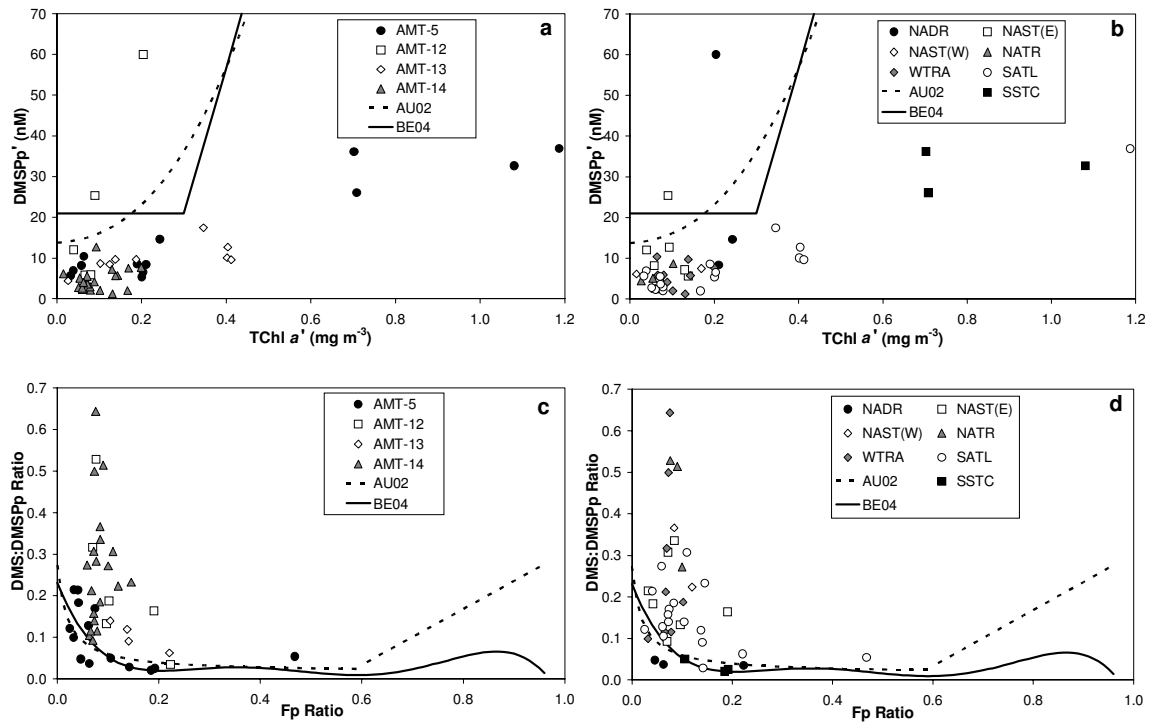 a
70
60
50
40
30
20
10
0
DMSPp' (nM)
AMT-5
AMT-12
AMT-13
AMT-14
AU02
BE04
0.0 0.2 0.4 0.6 0.8 1.0 1.2
TChl a' (mg m⁻³)
b
70
60
50
40
30
20
10
0
DMSPp' (nM)
NADR NAST(E)
NAST(W) NATR
WTRA SATL
AU02 SSTC
BE04
0.0 0.2 0.4 0.6 0.8 1.0 1.2
TChl a' (mg m⁻³)
c
0.7
0.6
0.5
0.4
0.3
0.2
0.1
0.0
DMS:DMSPp Ratio
AMT-5
AMT-12
AMT-13
AMT-14
AU02
BE04
0.0 0.2 0.4 0.6 0.8 1.0
Fp Ratio
d
0.7
0.6
0.5
0.4
0.3
0.2
0.1
0.0
DMS:DMSPp Ratio
NADR NAST(E)
NAST(W) NATR
WTRA SATL
AU02 SSTC
BE04
0.0 0.2 0.4 0.6 0.8 1.0
Fp Ratio